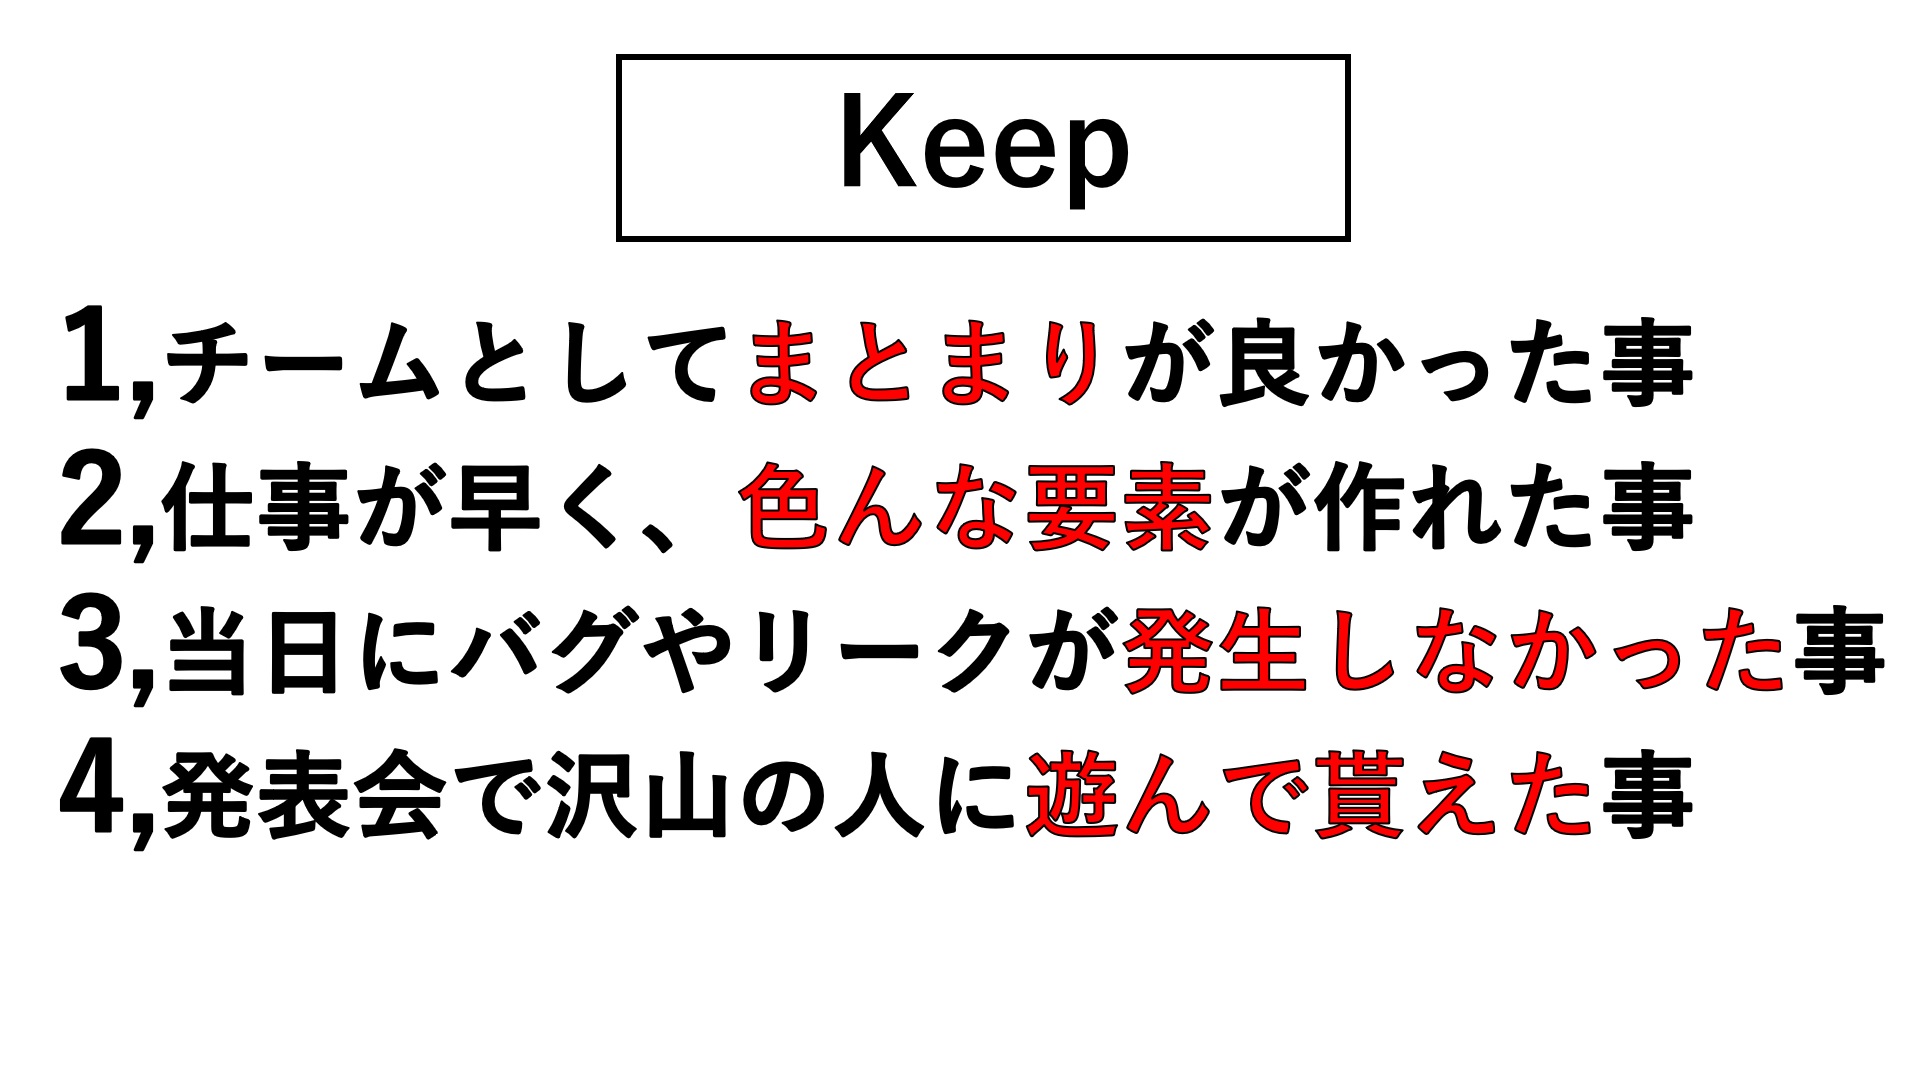 Keep
1,チームとしてまとまりが良かった事
2,仕事が早く、色んな要素が作れた事
3,当日にバグやリークが発生しなかった事
4,発表会で沢山の人に遊んで貰えた事